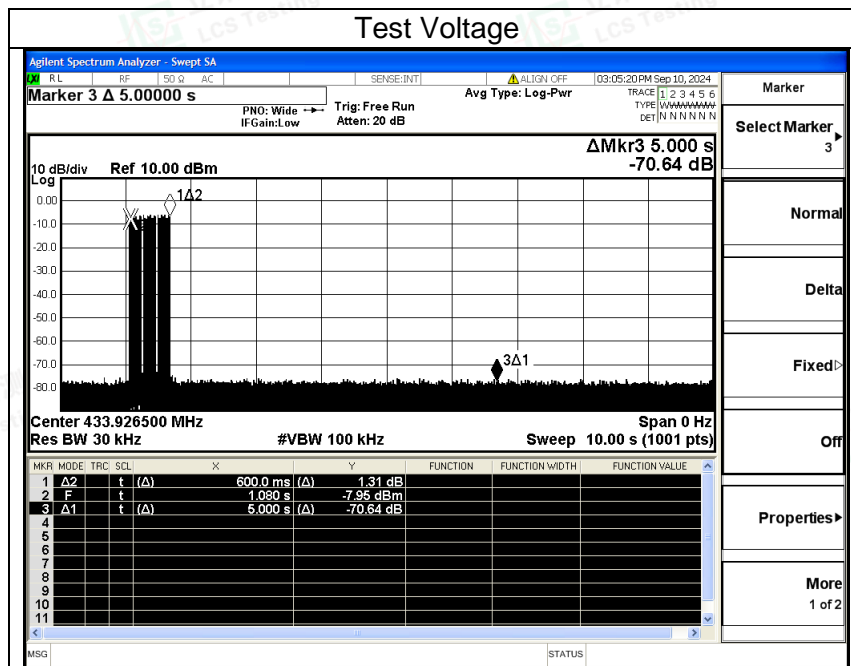 LCS Testing
LCS Testing
Test Voltage
Agilent Spectrum Analyzer - Swept SA
LXI RL RF 50 Ω AC SENSE:INT ALIGN OFF 03:05:20 PM Sep 10, 2024
Marker 3 Δ 5.00000 s
PNO: Wide
IFGain:Low
Trig: Free Run
Atten: 20 dB
Avg Type: Log-Pwr
TRACE 1 2 3 4 5 6
TYPE WWWWWW
DET N N N N N N
Marker
Select Marker
3
Normal
Delta
Fixed
Off
Properties
More
1 of 2
ΔMkr3 5.000 s
-70.64 dB
10 dB/div Ref 10.00 dBm
Log
0.00
-10.0
-20.0
-30.0
-40.0
-50.0
-60.0
-70.0
-80.0
1Δ2
3Δ1
Center 433.926500 MHz Span 0 Hz
Res BW 30 kHz #VBW 100 kHz Sweep 10.00 s (1001 pts)
MKR MODE TRC SCL X Y FUNCTION FUNCTION WIDTH FUNCTION VALUE
1 Δ2 t (Δ) 600.0 ms (Δ) 1.31 dB
2 F t 1.080 s -7.95 dBm
3 Δ1 t (Δ) 5.000 s (Δ) -70.64 dB
4
5
6
7
8
9
10
11
MSG STATUS